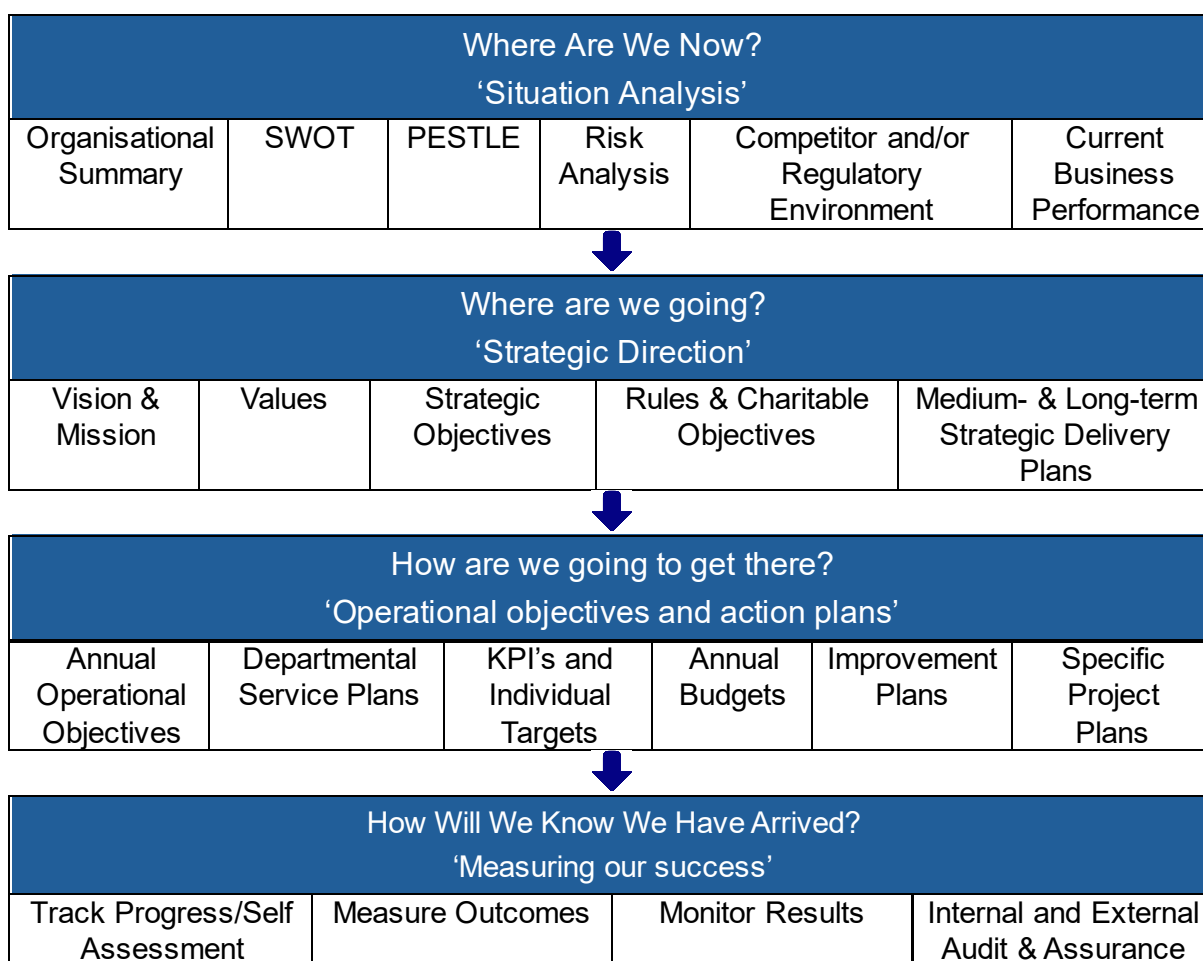 Where Are We Now?
‘Situation Analysis’
Organisational
Summary
SWOT
PESTLE
Risk
Analysis
Competitor and/or
Regulatory
Environment
Current
Business
Performance
Where are we going?
‘Strategic Direction’
Vision &
Mission
Values
Strategic
Objectives
Rules & Charitable
Objectives
Medium- & Long-term
Strategic Delivery
Plans
How are we going to get there?
‘Operational objectives and action plans’
Annual
Operational
Objectives
Departmental
Service Plans
KPI’s and
Individual
Targets
Annual
Budgets
Improvement
Plans
Specific
Project
Plans
How Will We Know We Have Arrived?
‘Measuring our success’
Track Progress/Self
Assessment
Measure Outcomes
Monitor Results
Internal and External
Audit & Assurance